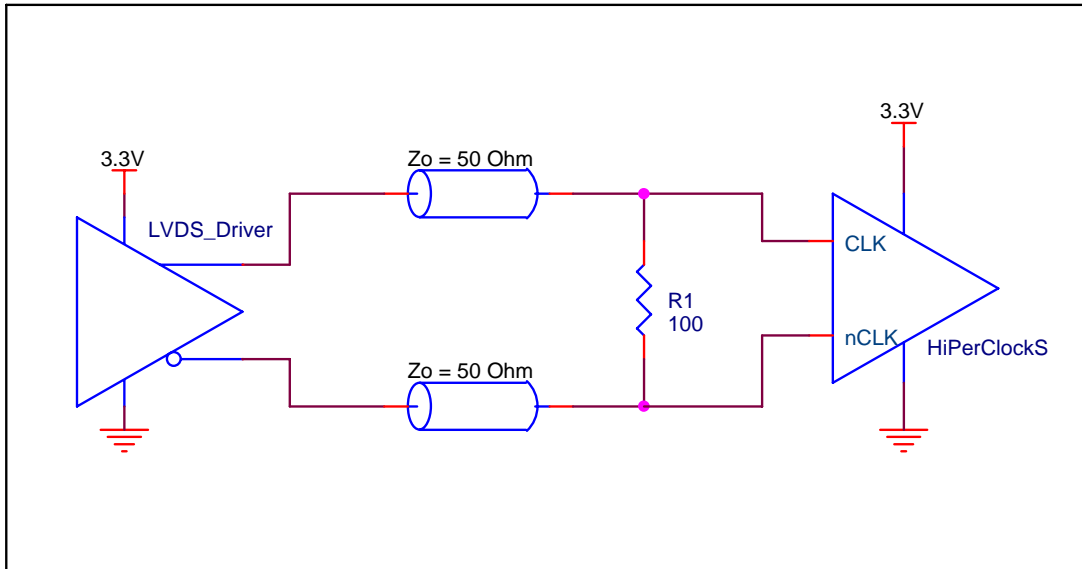 3.3V
LVDS_Driver
Zo = 50 Ohm
Zo = 50 Ohm
R1
100
3.3V
CLK
nCLK
HiPerClockS